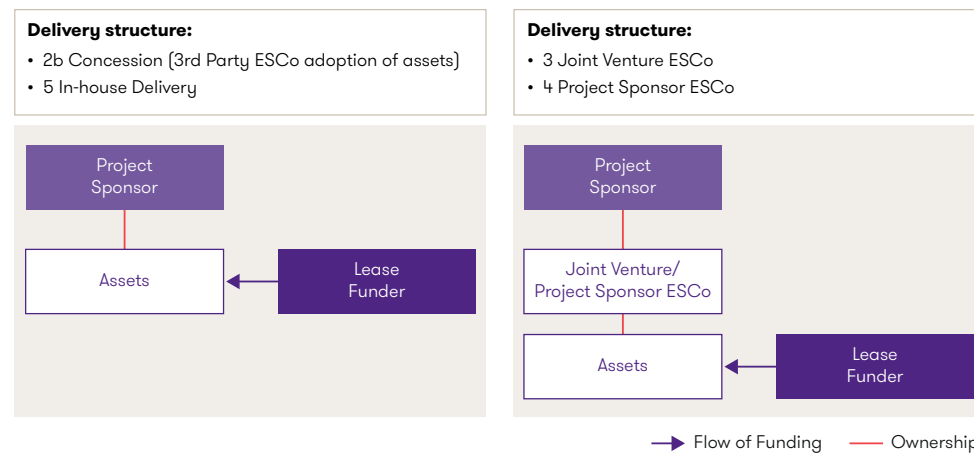 Delivery structure:
• 2b Concession (3rd Party ESCo adoption of assets)
• 5 In-house Delivery
Project
Sponsor
Assets
Lease
Funder
Delivery structure:
• 3 Joint Venture ESCo
• 4 Project Sponsor ESCo
Project
Sponsor
Joint Venture/
Project Sponsor ESCo
Assets
Lease
Funder
Flow of Funding
Ownership